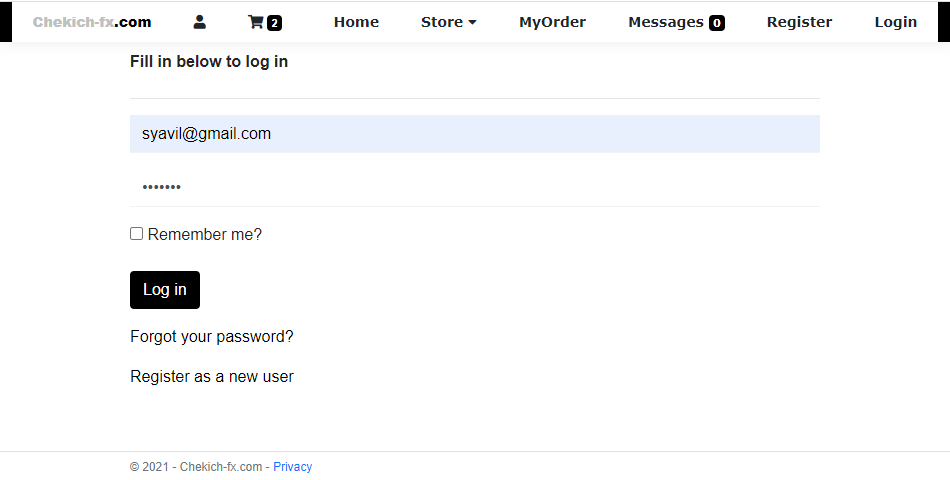 Chekich-fx.com 2 Home Store MyOrder Messages 0 Register Login
Fill in below to log in
syavil@gmail.com
•••••••
Remember me?
Log in
Forgot your password?
Register as a new user
© 2021 - Chekich-fx.com - Privacy